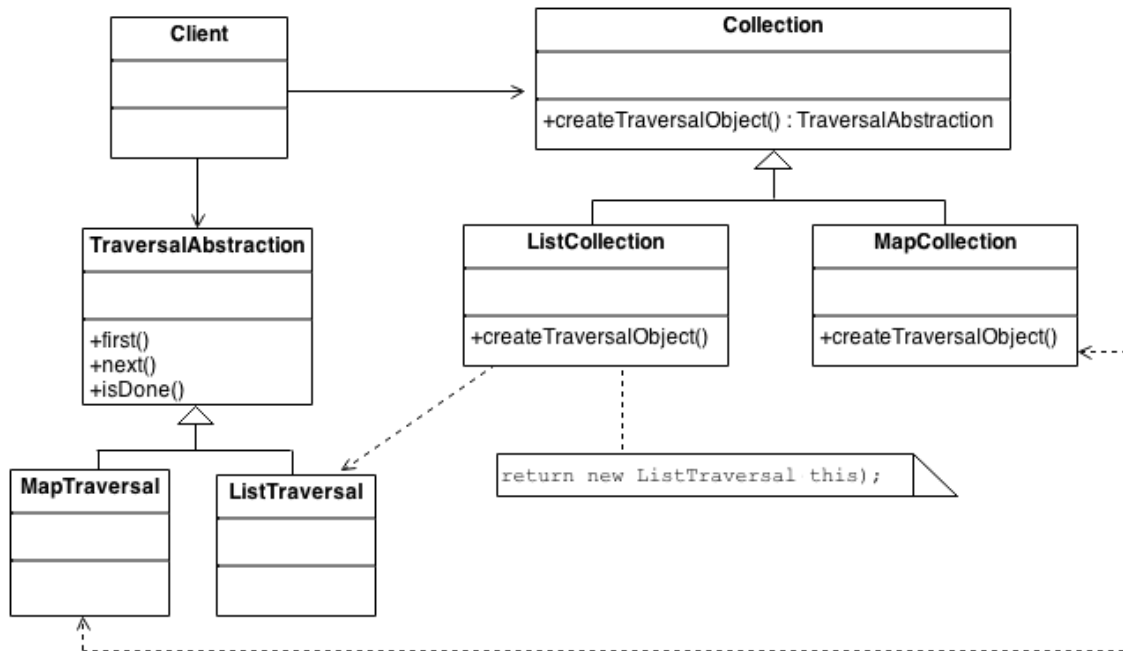 Client
Collection
+createTraversalObject() : TraversalAbstraction
TraversalAbstraction
+first()
+next()
+isDone()
ListCollection
+createTraversalObject()
MapCollection
+createTraversalObject()
return new ListTraversal this);
MapTraversal
ListTraversal